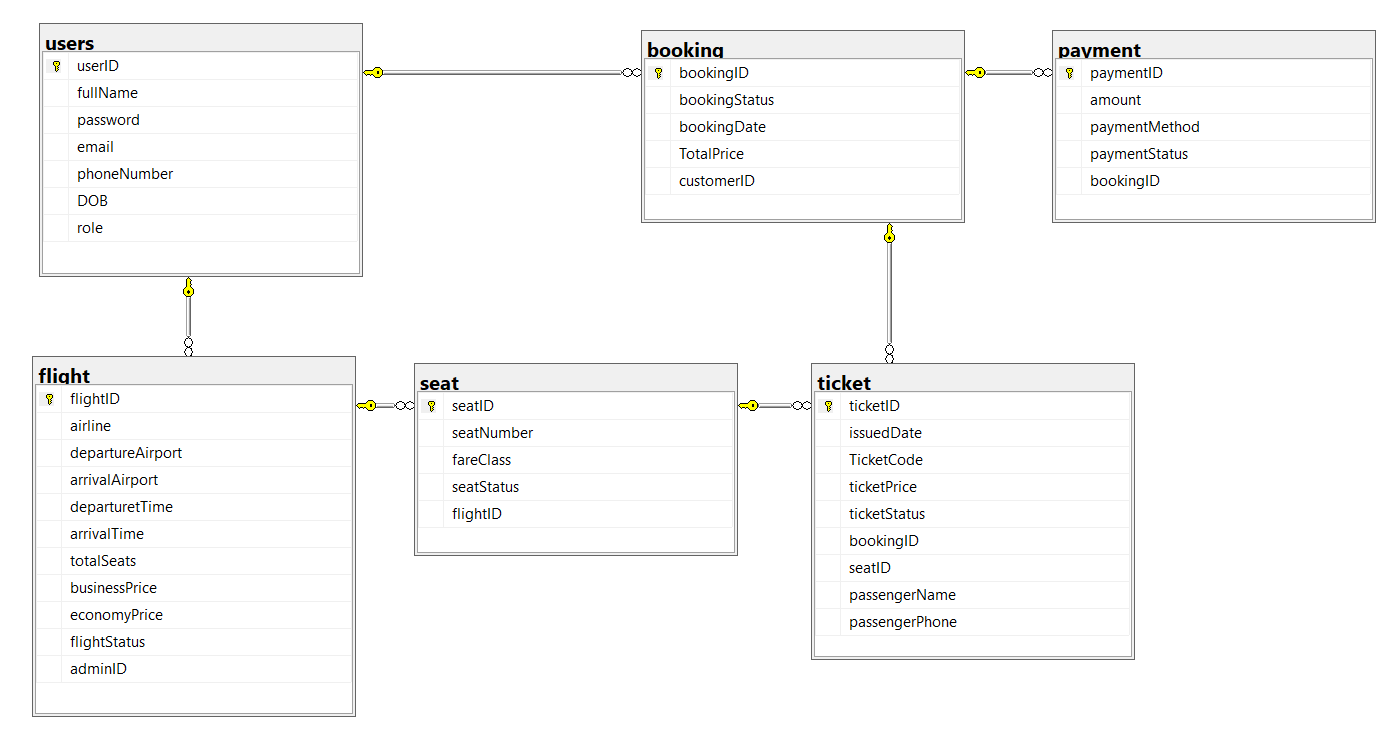 users
userID
fullName
password
email
phoneNumber
DOB
role
booking
bookingID
bookingStatus
bookingDate
TotalPrice
customerID
payment
paymentID
amount
paymentMethod
paymentStatus
bookingID
flight
flightID
airline
departureAirport
arrivalAirport
departuretTime
arrivalTime
totalSeats
businessPrice
economyPrice
flightStatus
adminID
seat
seatID
seatNumber
fareClass
seatStatus
flightID
ticket
ticketID
issuedDate
TicketCode
ticketPrice
ticketStatus
bookingID
seatID
passengerName
passengerPhone